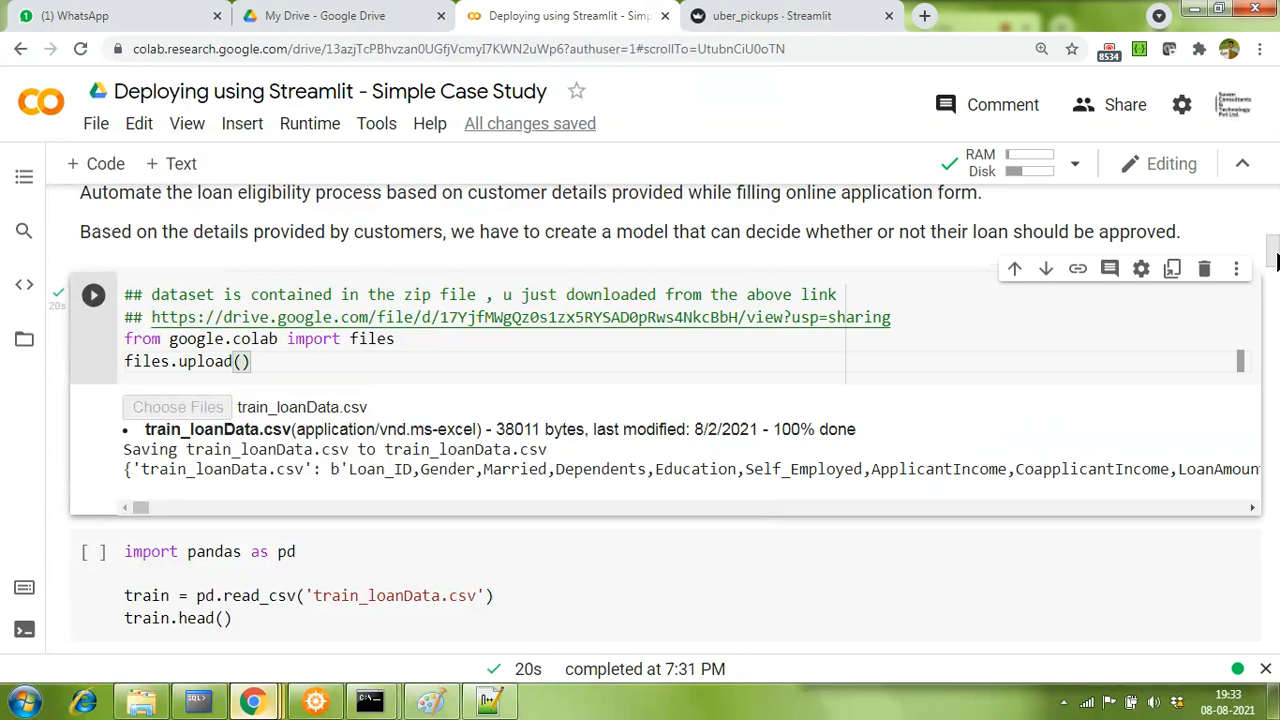 (1) WhatsApp
My Drive - Google Drive
Deploying using Streamlit - Simp
uber_pickups · Streamlit
colab.research.google.com/drive/13azjTcPBhvzan0UGfjVcmyI7KWN2uWp6?authuser=1#scrollTo=UtubnClC0oTN
8534
CO
Deploying using Streamlit - Simple Case Study
Comment
Share
Saven Consultants & Technology Pvt Ltd.
File Edit View Insert Runtime Tools Help All changes saved
+ Code + Text
RAM
Disk
Editing
Automate the loan eligibility process based on customer details provided while filling online application form.
Based on the details provided by customers, we have to create a model that can decide whether or not their loan should be approved.
20s
## dataset is contained in the zip file , u just downloaded from the above link
## https://drive.google.com/file/d/17YjfMWgQz0s1zx5RYSAD0pRws4NkcBbH/view?usp=sharing
from google.colab import files
files.upload()
Choose Files train_loanData.csv
• train_loanData.csv(application/vnd.ms-excel) - 38011 bytes, last modified: 8/2/2021 - 100% done
Saving train_loanData.csv to train_loanData.csv
{'train_loanData.csv': b'Loan_ID,Gender,Married,Dependents,Education,Self_Employed,ApplicantIncome,CoapplicantIncome,LoanAmoun
[ ] import pandas as pd
train = pd.read_csv('train_loanData.csv')
train.head()
20s completed at 7:31 PM
19:33
08-08-2021